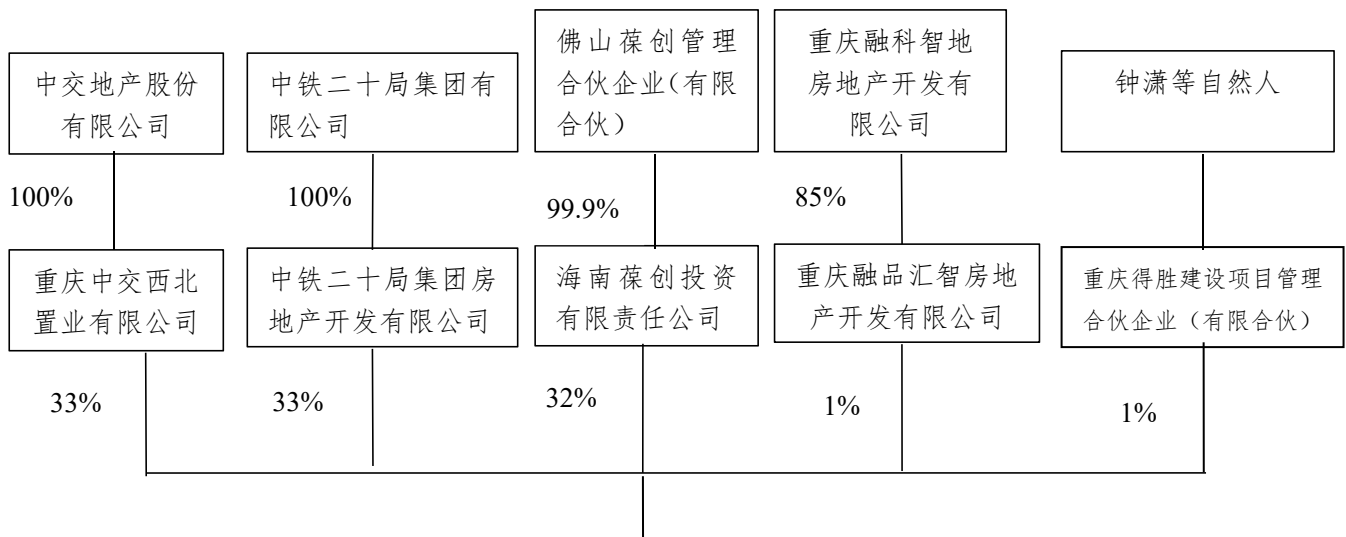 中交地产股份
有限公司
中铁二十局集团有
限公司
佛山葆创管理
合伙企业（有限
合伙）
重庆融科智地
房地产开发有
限公司
钟潇等自然人
100%
100%
99.9%
85%
重庆中交西北
置业有限公司
中铁二十局集团房
地产开发有限公司
海南葆创投资
有限责任公司
重庆融品汇智房地
产开发有限公司
重庆得胜建设项目管理
合伙企业（有限合伙）
33%
33%
32%
1%
1%